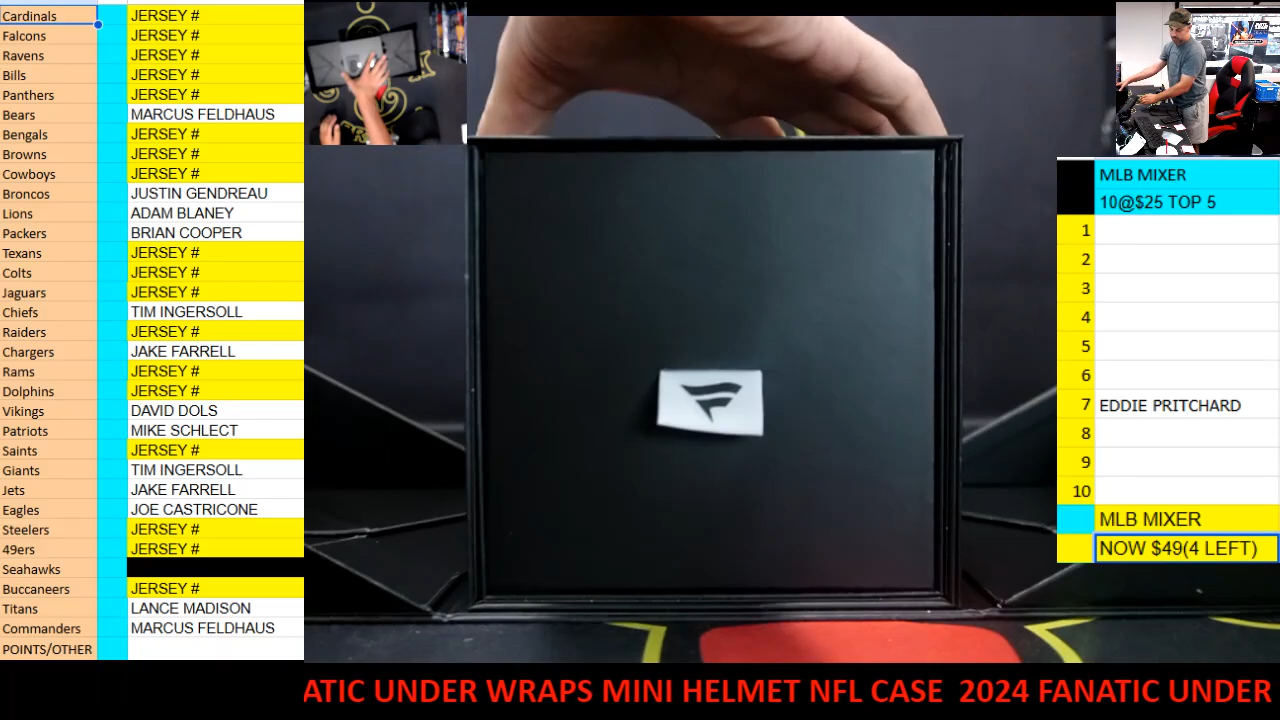 Cardinals JERSEY #
Falcons JERSEY #
Ravens JERSEY #
Bills JERSEY #
Panthers JERSEY #
Bears MARCUS FELDHAUS
Bengals JERSEY #
Browns JERSEY #
Cowboys JERSEY #
Broncos JUSTIN GENDREAU
Lions ADAM BLANEY
Packers BRIAN COOPER
Texans JERSEY #
Colts JERSEY #
Jaguars JERSEY #
Chiefs TIM INGERSOLL
Raiders JERSEY #
Chargers JAKE FARRELL
Rams JERSEY #
Dolphins JERSEY #
Vikings DAVID DOLS
Patriots MIKE SCHLECT
Saints JERSEY #
Giants TIM INGERSOLL
Jets JAKE FARRELL
Eagles JOE CASTRICONE
Steelers JERSEY #
49ers JERSEY #
Seahawks
Buccaneers JERSEY #
Titans LANCE MADISON
Commanders MARCUS FELDHAUS
POINTS/OTHER
MLB MIXER
10@$25 TOP 5
1
2
3
4
5
6
7 EDDIE PRITCHARD
8
9
10
MLB MIXER
NOW $49(4 LEFT)
ATIC UNDER WRAPS MINI HELMET NFL CASE 2024 FANATIC UNDER